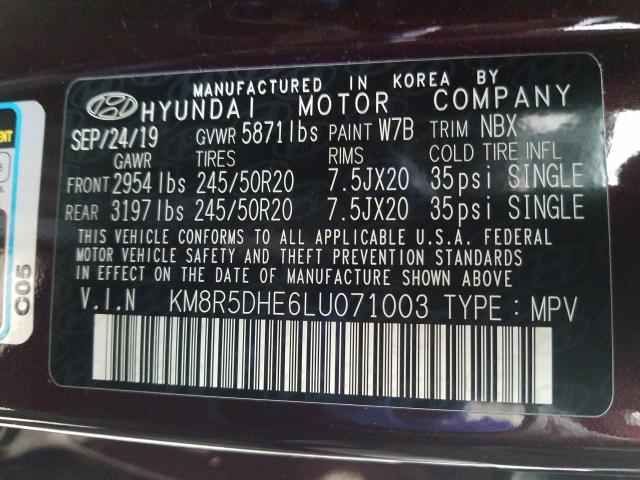 MANUFACTURED IN KOREA BY
HYUNDAI MOTOR COMPANY
SEP/24/19 GVWR 5871lbs PAINT W7B TRIM NBX
GAWR TIRES RIMS COLD TIRE INFL
FRONT 2954lbs 245/50R20 7.5JX20 35psi SINGLE
REAR 3197lbs 245/50R20 7.5JX20 35psi SINGLE
THIS VEHICLE CONFORMS TO ALL APPLICABLE U.S.A. FEDERAL
MOTOR VEHICLE SAFETY AND THEFT PREVENTION STANDARDS
IN EFFECT ON THE DATE OF MANUFACTURE SHOWN ABOVE.
V.I.N KM8R5DHE6LU071003 TYPE : MPV
C05